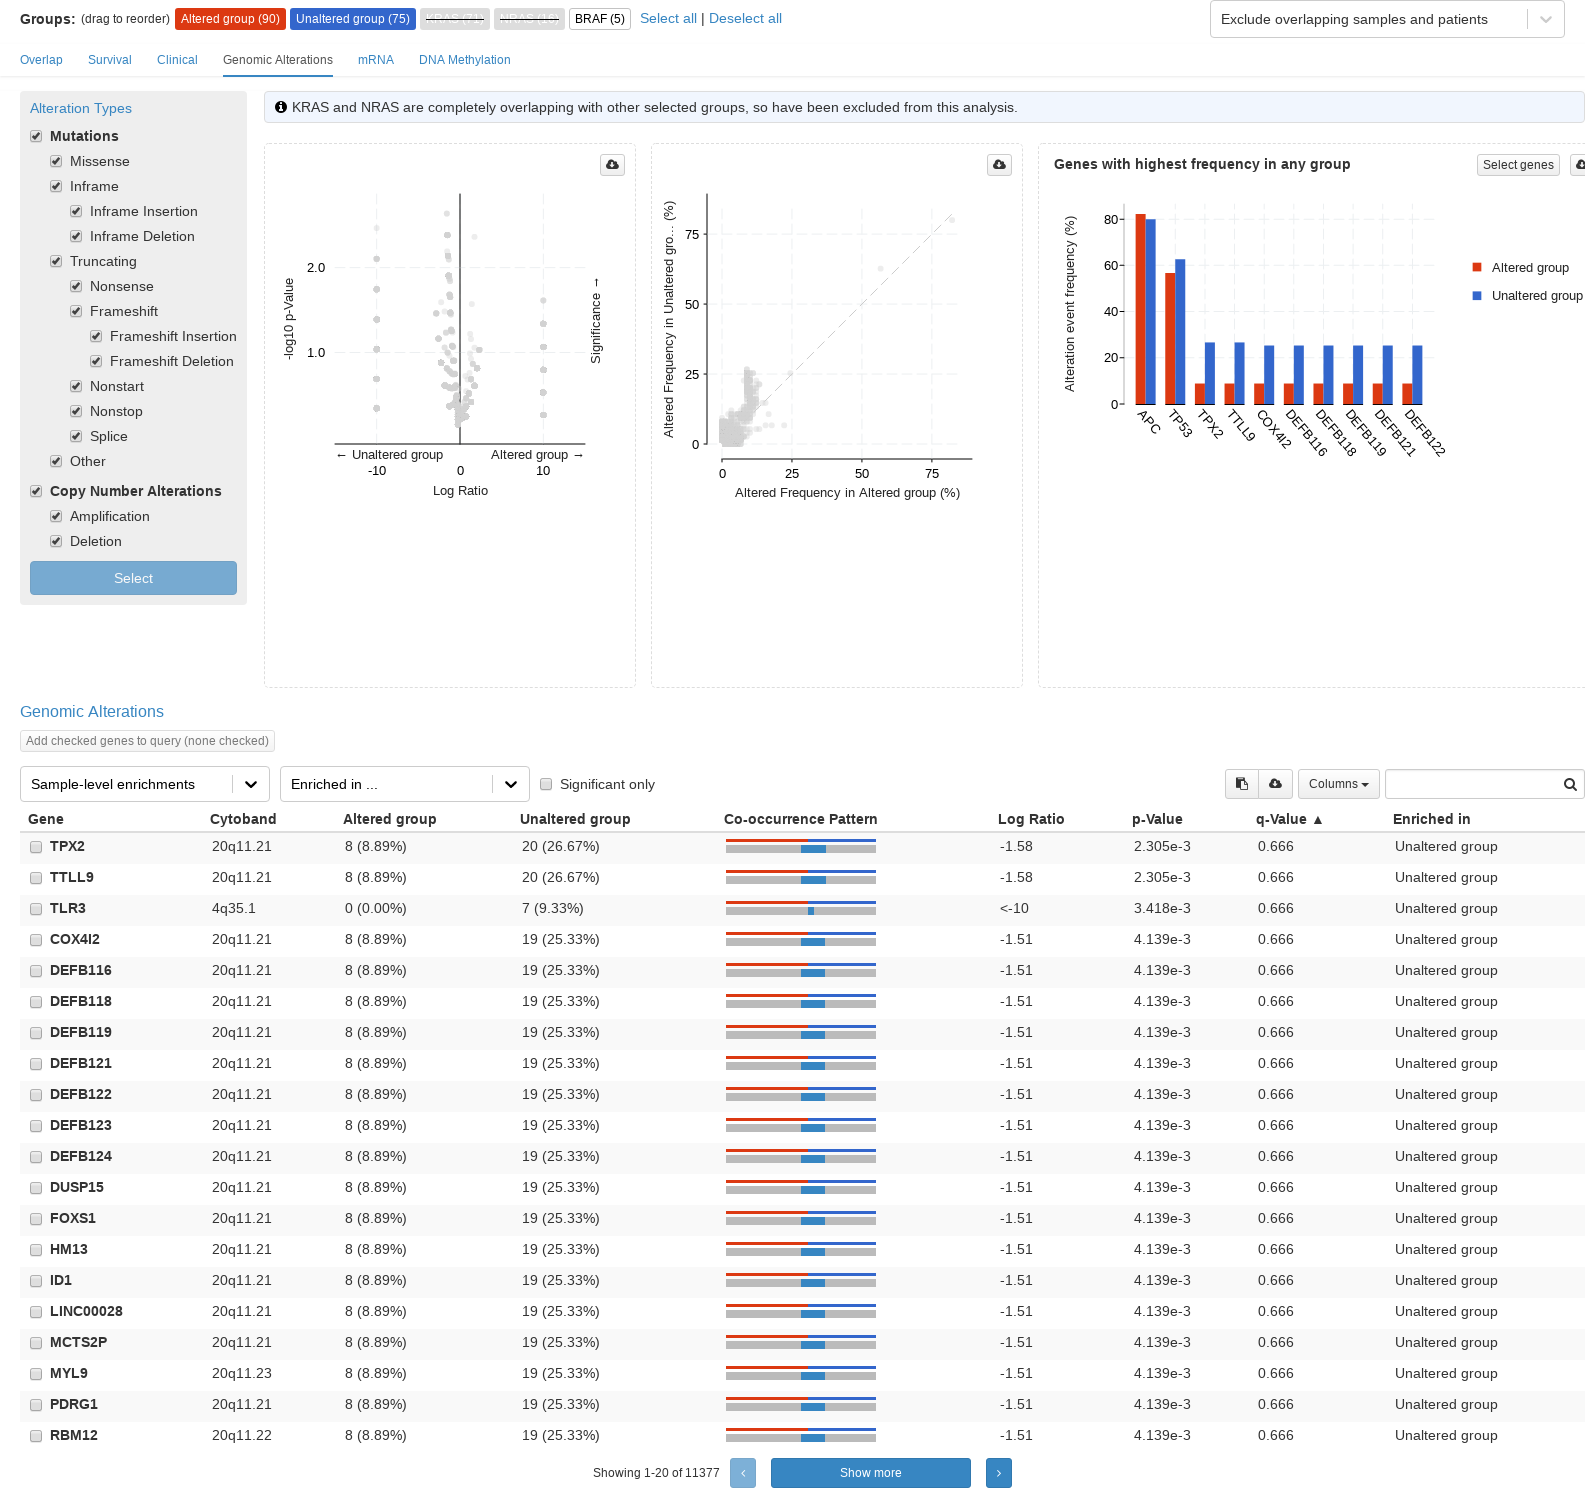 Groups: (drag to reorder) Altered group (90) Unaltered group (75) KRAS (71) NRAS (19) BRAF (5) Select all | Deselect all Exclude overlapping samples and patients
Overlap Survival Clinical Genomic Alterations mRNA DNA Methylation
Alteration Types
Mutations
Missense
Inframe
Inframe Insertion
Inframe Deletion
Truncating
Nonsense
Frameshift
Frameshift Insertion
Frameshift Deletion
Nonstart
Nonstop
Splice
Other
Copy Number Alterations
Amplification
Deletion
Select
KRAS and NRAS are completely overlapping with other selected groups, so have been excluded from this analysis.
-log10 p-Value
2.0
1.0
Significance →
← Unaltered group Altered group →
-10 0 10
Log Ratio
Altered Frequency in Unaltered gro... (%)
75
50
25
0
0 25 50 75
Altered Frequency in Altered group (%)
Genes with highest frequency in any group Select genes
Alteration event frequency (%)
80
60
40
20
0
APC TP53 TPX2 TTLL9 COX4I2 DEFB116 DEFB118 DEFB119 DEFB121 DEFB122
Altered group
Unaltered group
Genomic Alterations
Add checked genes to query (none checked)
Sample-level enrichments Enriched in ... Significant only Columns
Gene Cytoband Altered group Unaltered group Co-occurrence Pattern Log Ratio p-Value q-Value ▲ Enriched in
TPX2 20q11.21 8 (8.89%) 20 (26.67%) -1.58 2.305e-3 0.666 Unaltered group
TTLL9 20q11.21 8 (8.89%) 20 (26.67%) -1.58 2.305e-3 0.666 Unaltered group
TLR3 4q35.1 0 (0.00%) 7 (9.33%) <-10 3.418e-3 0.666 Unaltered group
COX4I2 20q11.21 8 (8.89%) 19 (25.33%) -1.51 4.139e-3 0.666 Unaltered group
DEFB116 20q11.21 8 (8.89%) 19 (25.33%) -1.51 4.139e-3 0.666 Unaltered group
DEFB118 20q11.21 8 (8.89%) 19 (25.33%) -1.51 4.139e-3 0.666 Unaltered group
DEFB119 20q11.21 8 (8.89%) 19 (25.33%) -1.51 4.139e-3 0.666 Unaltered group
DEFB121 20q11.21 8 (8.89%) 19 (25.33%) -1.51 4.139e-3 0.666 Unaltered group
DEFB122 20q11.21 8 (8.89%) 19 (25.33%) -1.51 4.139e-3 0.666 Unaltered group
DEFB123 20q11.21 8 (8.89%) 19 (25.33%) -1.51 4.139e-3 0.666 Unaltered group
DEFB124 20q11.21 8 (8.89%) 19 (25.33%) -1.51 4.139e-3 0.666 Unaltered group
DUSP15 20q11.21 8 (8.89%) 19 (25.33%) -1.51 4.139e-3 0.666 Unaltered group
FOXS1 20q11.21 8 (8.89%) 19 (25.33%) -1.51 4.139e-3 0.666 Unaltered group
HM13 20q11.21 8 (8.89%) 19 (25.33%) -1.51 4.139e-3 0.666 Unaltered group
ID1 20q11.21 8 (8.89%) 19 (25.33%) -1.51 4.139e-3 0.666 Unaltered group
LINC00028 20q11.21 8 (8.89%) 19 (25.33%) -1.51 4.139e-3 0.666 Unaltered group
MCTS2P 20q11.21 8 (8.89%) 19 (25.33%) -1.51 4.139e-3 0.666 Unaltered group
MYL9 20q11.23 8 (8.89%) 19 (25.33%) -1.51 4.139e-3 0.666 Unaltered group
PDRG1 20q11.21 8 (8.89%) 19 (25.33%) -1.51 4.139e-3 0.666 Unaltered group
RBM12 20q11.22 8 (8.89%) 19 (25.33%) -1.51 4.139e-3 0.666 Unaltered group
Showing 1-20 of 11377 ‹ Show more ›